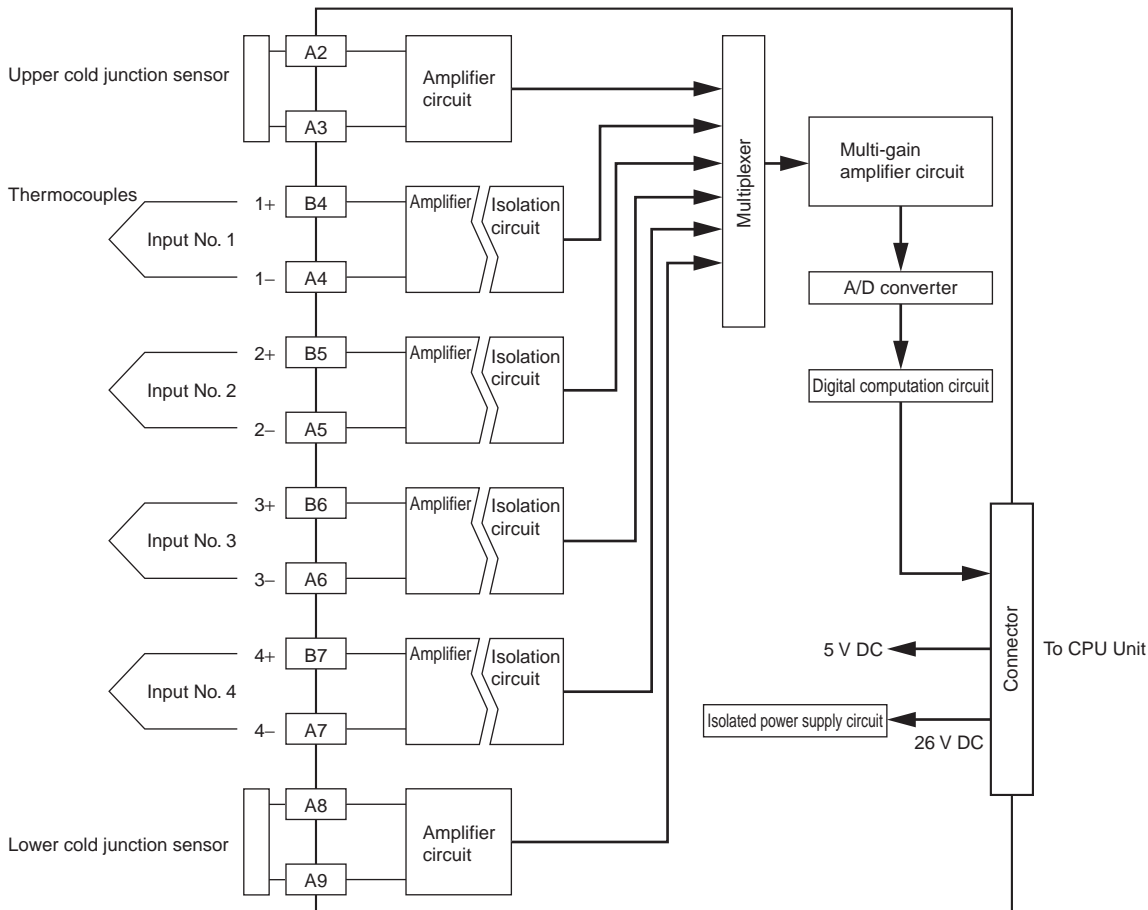 Upper cold junction sensor
A2
A3
Amplifier
circuit
Thermocouples
1+
B4
Input No. 1
1−
A4
Amplifier
Isolation
circuit
2+
B5
Input No. 2
2−
A5
Amplifier
Isolation
circuit
3+
B6
Input No. 3
3−
A6
Amplifier
Isolation
circuit
4+
B7
Input No. 4
4−
A7
Amplifier
Isolation
circuit
Lower cold junction sensor
A8
A9
Amplifier
circuit
Multiplexer
Multi-gain
amplifier circuit
A/D converter
Digital computation circuit
Connector
To CPU Unit
5 V DC
Isolated power supply circuit
26 V DC